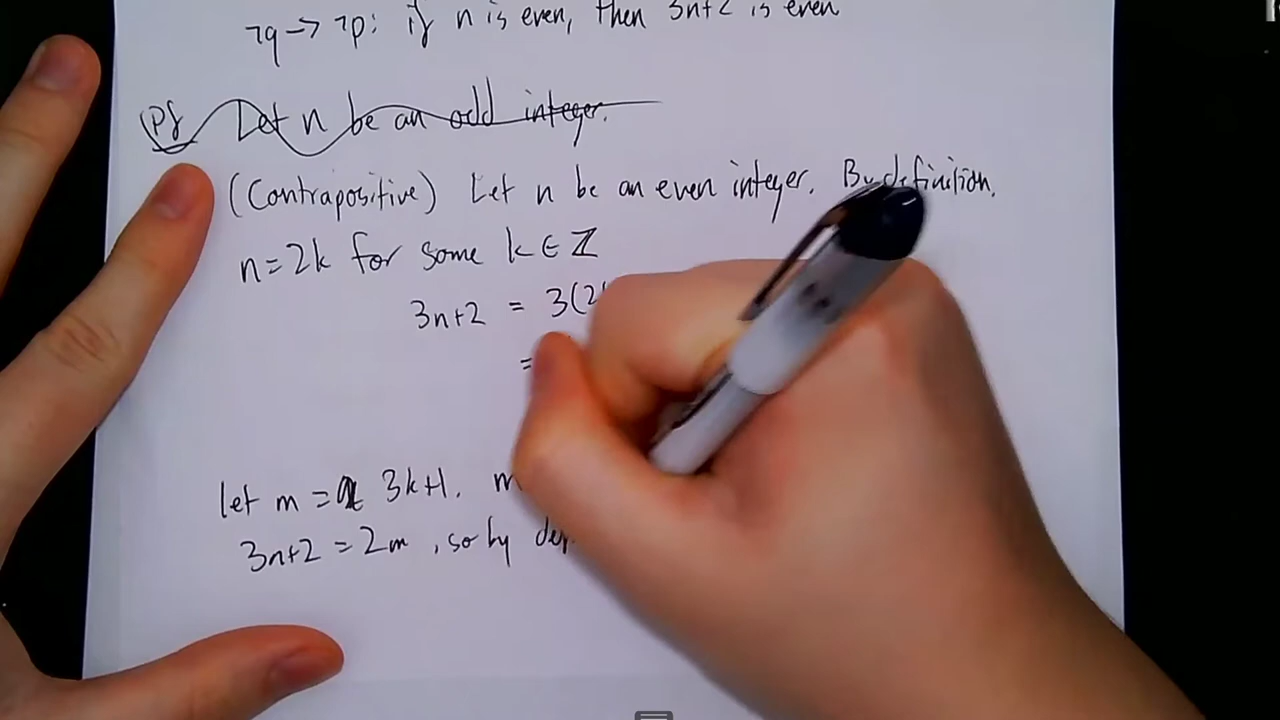 ¬q → ¬p: if n is even, then 3n+2 is even
Pf Let n be an odd integer.
(Contrapositive) Let n be an even integer. By definition,
n=2k for some k ∈ ℤ
3n+2 = 3(2
=
let m = 3k+1. m
3n+2 = 2m, so by